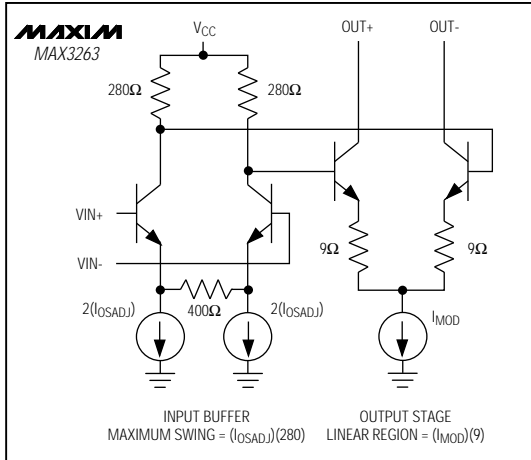 MAXIM
MAX3263
VCC
OUT+
OUT-
280Ω
280Ω
VIN+
VIN-
9Ω
9Ω
400Ω
2(IOSADJ)
2(IOSADJ)
IMOD
INPUT BUFFER
MAXIMUM SWING = (IOSADJ)(280)
OUTPUT STAGE
LINEAR REGION = (IMOD)(9)